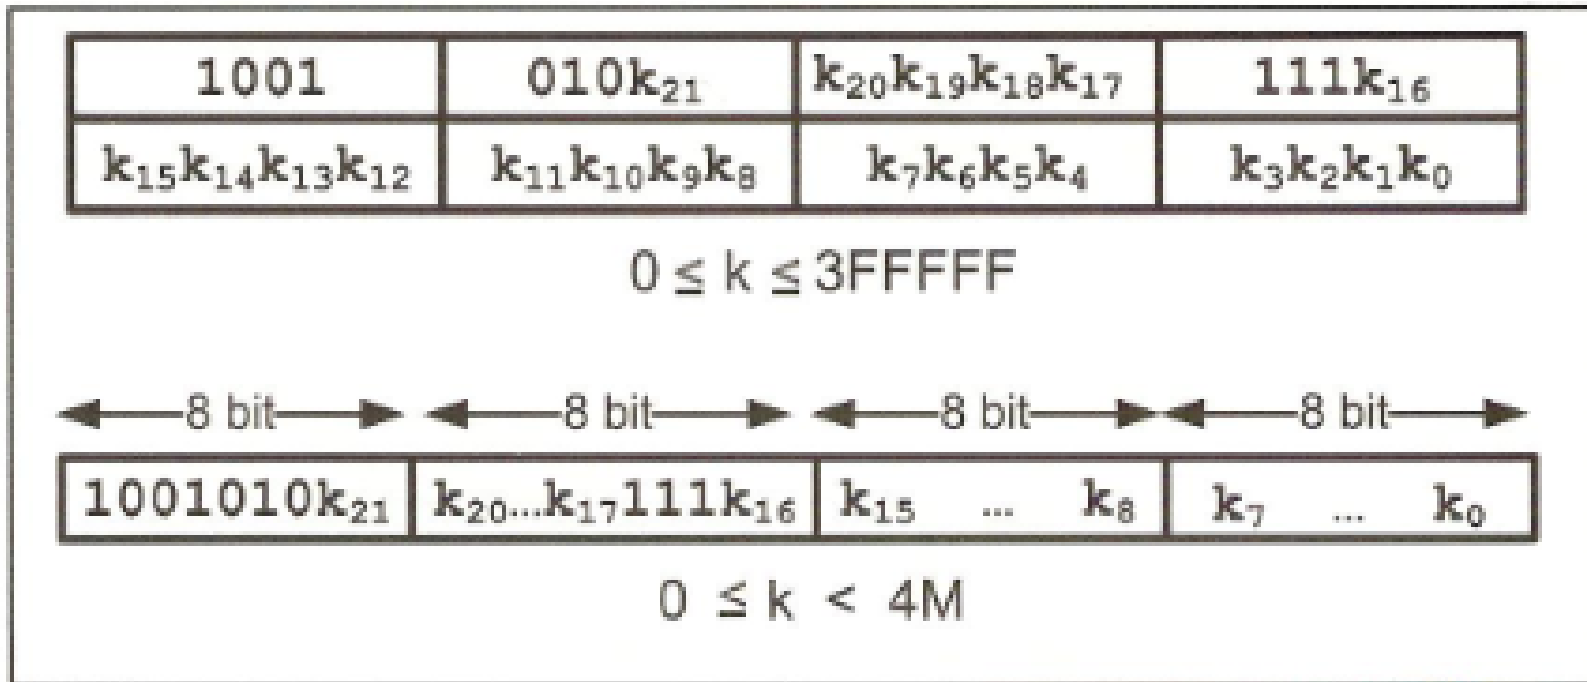 1001 010k₂₁ k₂₀k₁₉k₁₈k₁₇ 111k₁₆
k₁₅k₁₄k₁₃k₁₂ k₁₁k₁₀k₉k₈ k₇k₆k₅k₄ k₃k₂k₁k₀
0 ≤ k ≤ 3FFFFF
8 bit 8 bit 8 bit 8 bit
1001010k₂₁ k₂₀...k₁₇111k₁₆ k₁₅ ... k₈ k₇ ... k₀
0 ≤ k < 4M